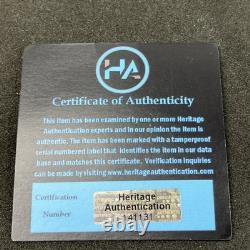 HA
Certificate of Authenticity
This item has been examined by one or more Heritage
Authentication experts and in our opinion the item is
authentic. The item has been marked with a tamperproof
serial numbered label that identifies the item in our data
base and matches this certificate. Verification inquiries
can be made by visiting www.heritageauthentication.com.
Certification
Number
Heritage
Authentication
141131